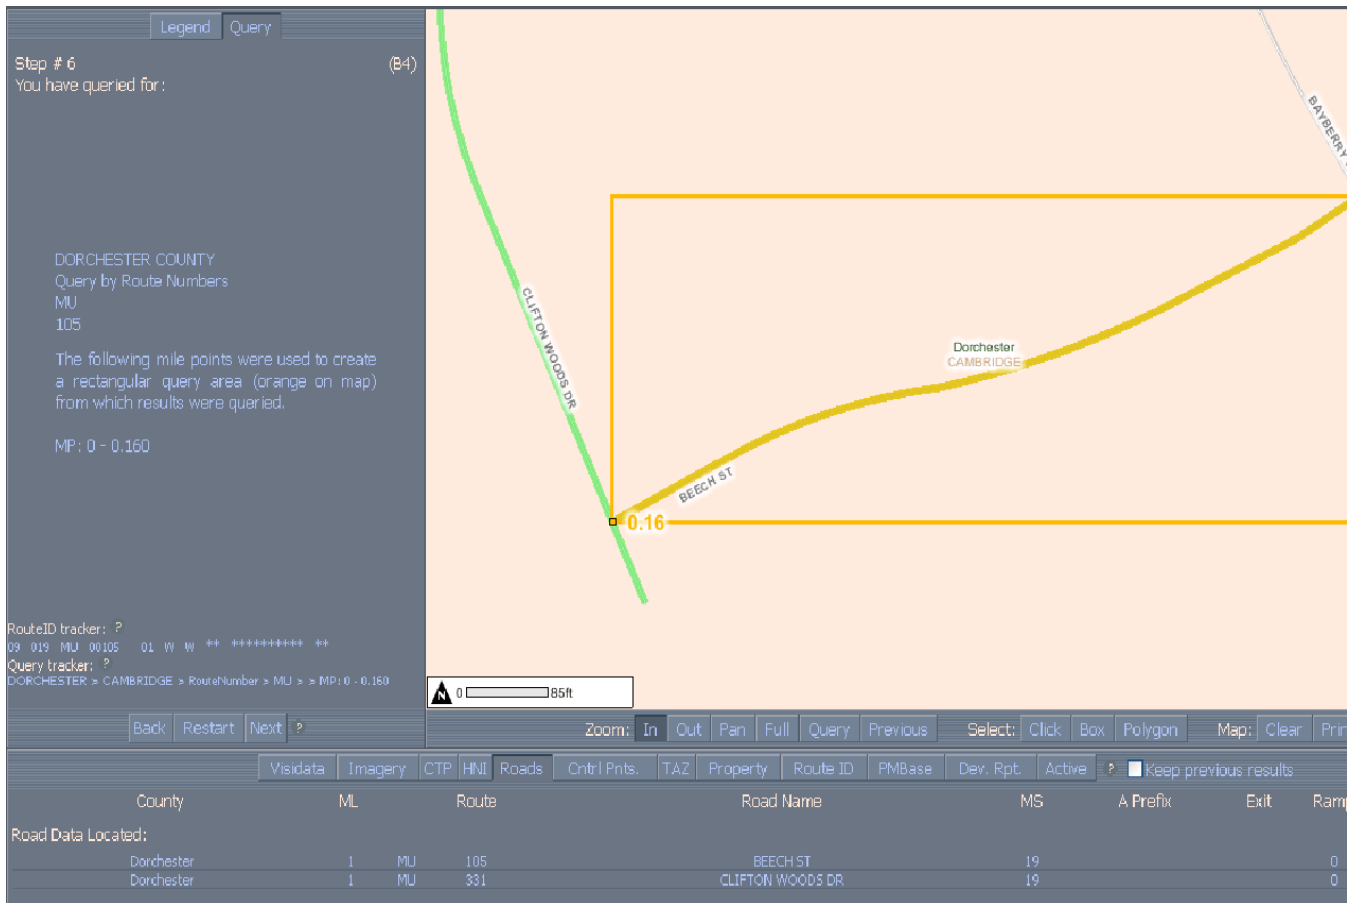 Legend Query
Step # 6 (B4)
You have queried for:
DORCHESTER COUNTY
Query by Route Numbers
MU
105
The following mile points were used to create
a rectangular query area (orange on map)
from which results were queried.
MP: 0 - 0.160
RouteID tracker: ?
09 019 MU 00105 01 W W ** ********** **
Query tracker: ?
DORCHESTER > CAMBRIDGE > RouteNumber > MU > > MP: 0 - 0.160
Back Restart Next ?
BAYBERRY
CLIFTON WOODS DR
Dorchester
CAMBRIDGE
BEECH ST
0.16
N 0 85ft
Zoom: In Out Pan Full Query Previous Select: Click Box Polygon Map: Clear Prin
Visidata Imagery CTP HNI Roads Cntrl Pnts. TAZ Property Route ID PMBase Dev. Rpt. Active ? Keep previous results
County ML Route Road Name MS A Prefix Exit Ram
Road Data Located:
Dorchester 1 MU 105 BEECH ST 19 0
Dorchester 1 MU 331 CLIFTON WOODS DR 19 0